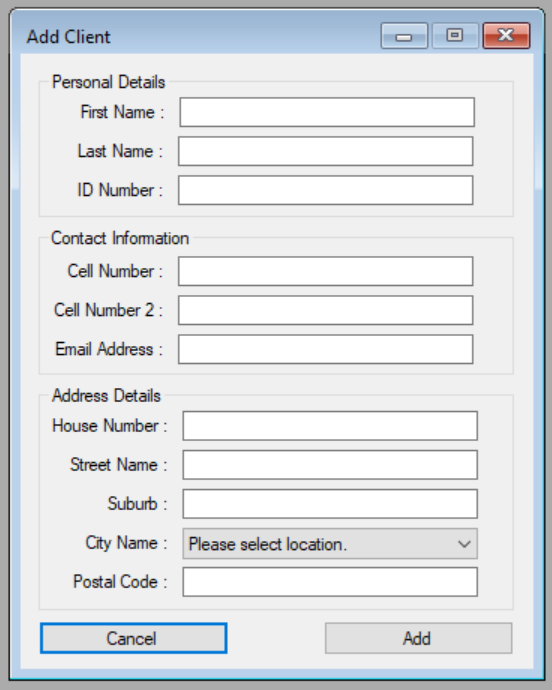 Add Client
Personal Details
First Name :
Last Name :
ID Number :
Contact Information
Cell Number :
Cell Number 2 :
Email Address :
Address Details
House Number :
Street Name :
Suburb :
City Name : Please select location.
Postal Code :
Cancel Add